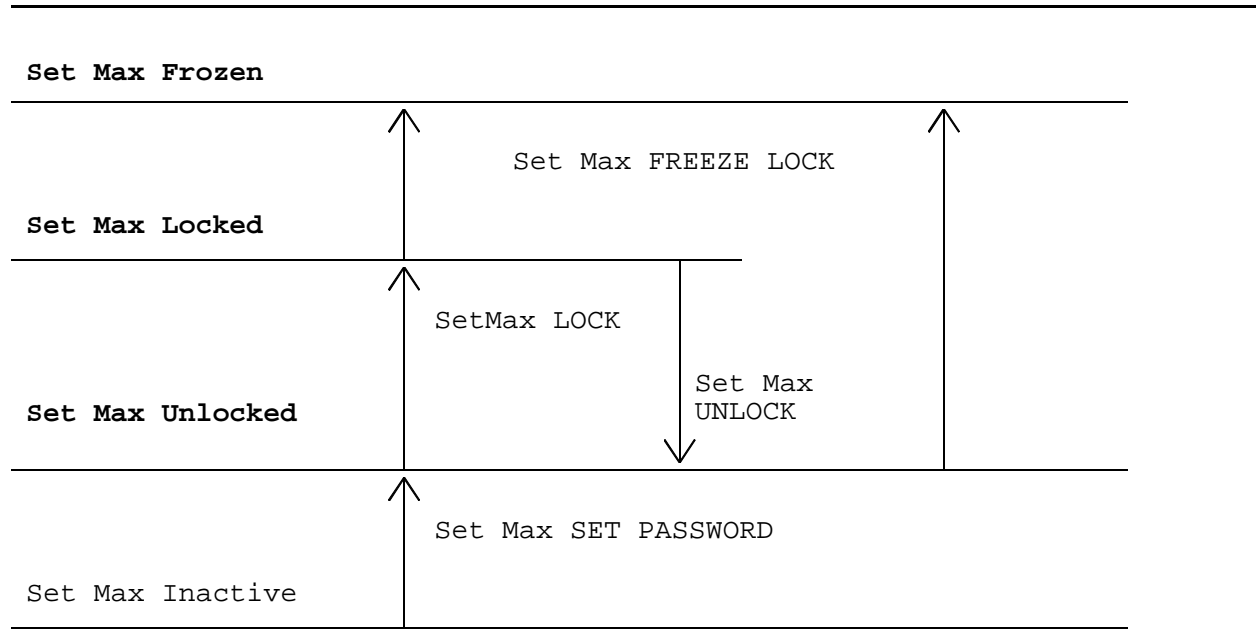 Set Max Frozen
Set Max FREEZE LOCK
Set Max Locked
SetMax LOCK
Set Max
UNLOCK
Set Max Unlocked
Set Max SET PASSWORD
Set Max Inactive